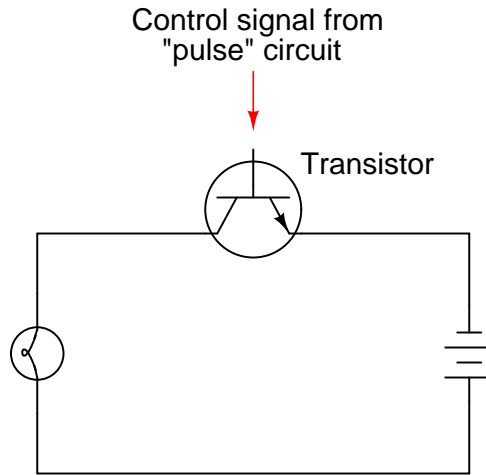 Control signal from
"pulse" circuit
Transistor